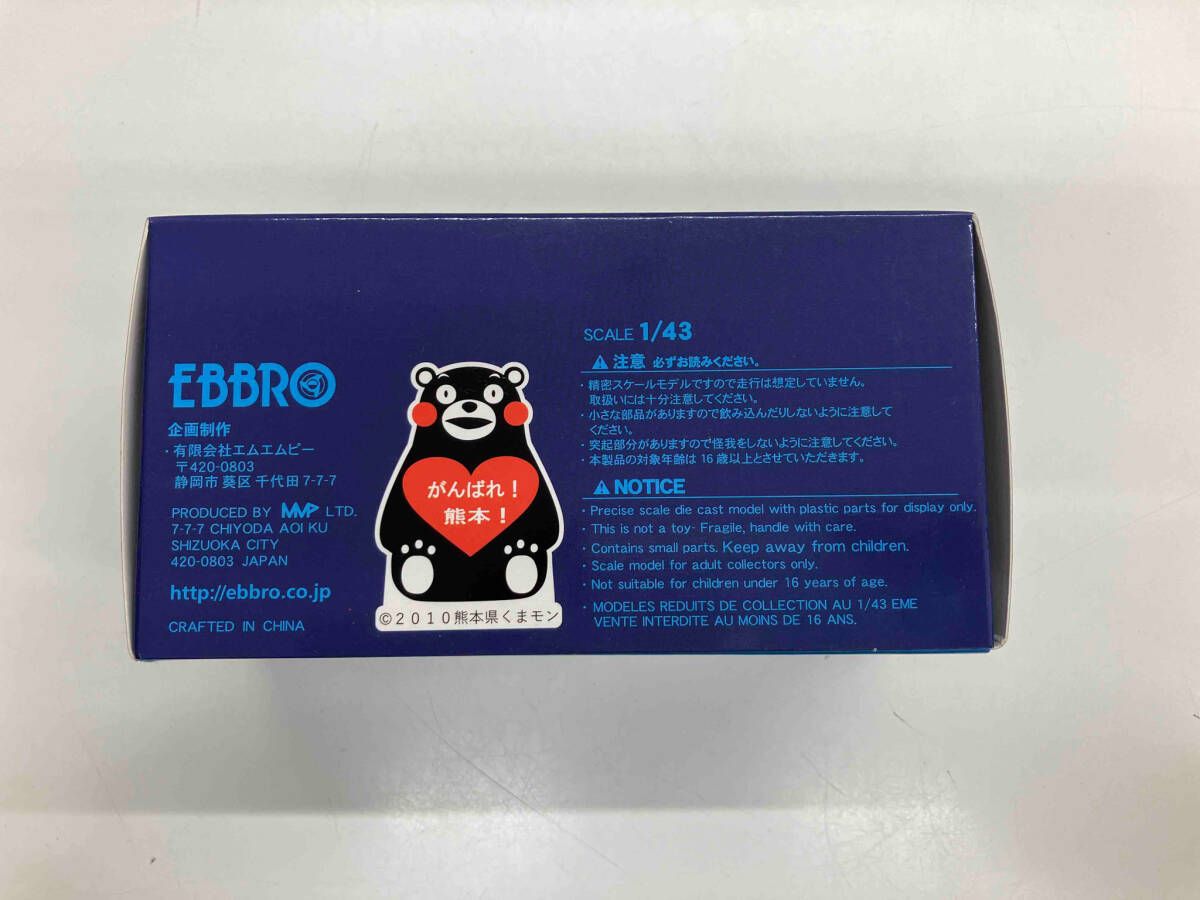 EBBRO
企画制作
・有限会社エムエムピー
〒420-0803
静岡市 葵区 千代田 7-7-7
PRODUCED BY MMP LTD.
7-7-7 CHIYODA AOI KU
SHIZUOKA CITY
420-0803 JAPAN
http://ebbro.co.jp
CRAFTED IN CHINA
がんばれ！
熊本！
©2010熊本県くまモン
SCALE 1/43
注意 必ずお読みください。
・精密スケールモデルですので走行は想定していません。
取扱いには十分注意してください。
・小さな部品がありますので飲み込んだりしないように注意して
ください。
・突起部分がありますので怪我をしないように注意してください。
・本製品の対象年齢は 16 歳以上とさせていただきます。
NOTICE
・Precise scale die cast model with plastic parts for display only.
・This is not a toy- Fragile, handle with care.
・Contains small parts. Keep away from children.
・Scale model for adult collectors only.
・Not suitable for children under 16 years of age.
・MODELES REDUITS DE COLLECTION AU 1/43 EME
VENTE INTERDITE AU MOINS DE 16 ANS.